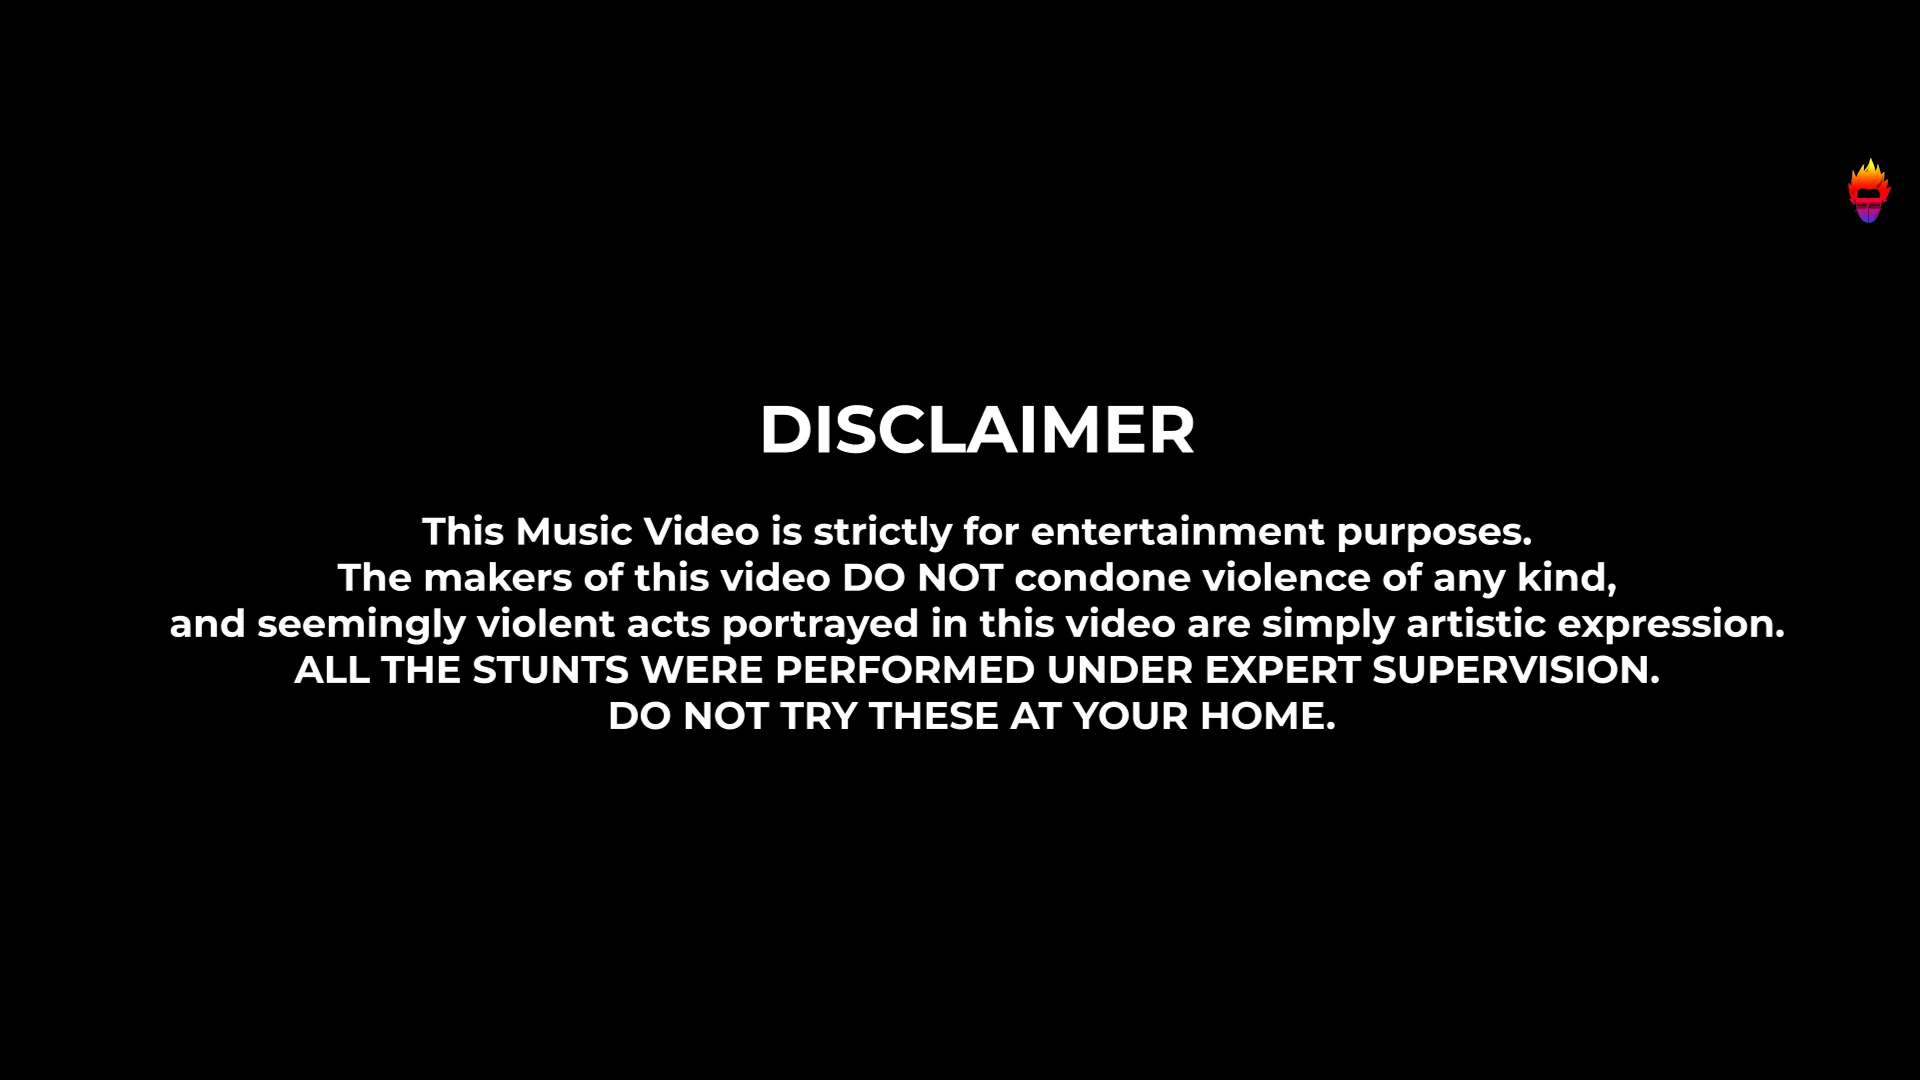 DISCLAIMER
This Music Video is strictly for entertainment purposes.
The makers of this video DO NOT condone violence of any kind,
and seemingly violent acts portrayed in this video are simply artistic expression.
ALL THE STUNTS WERE PERFORMED UNDER EXPERT SUPERVISION.
DO NOT TRY THESE AT YOUR HOME.